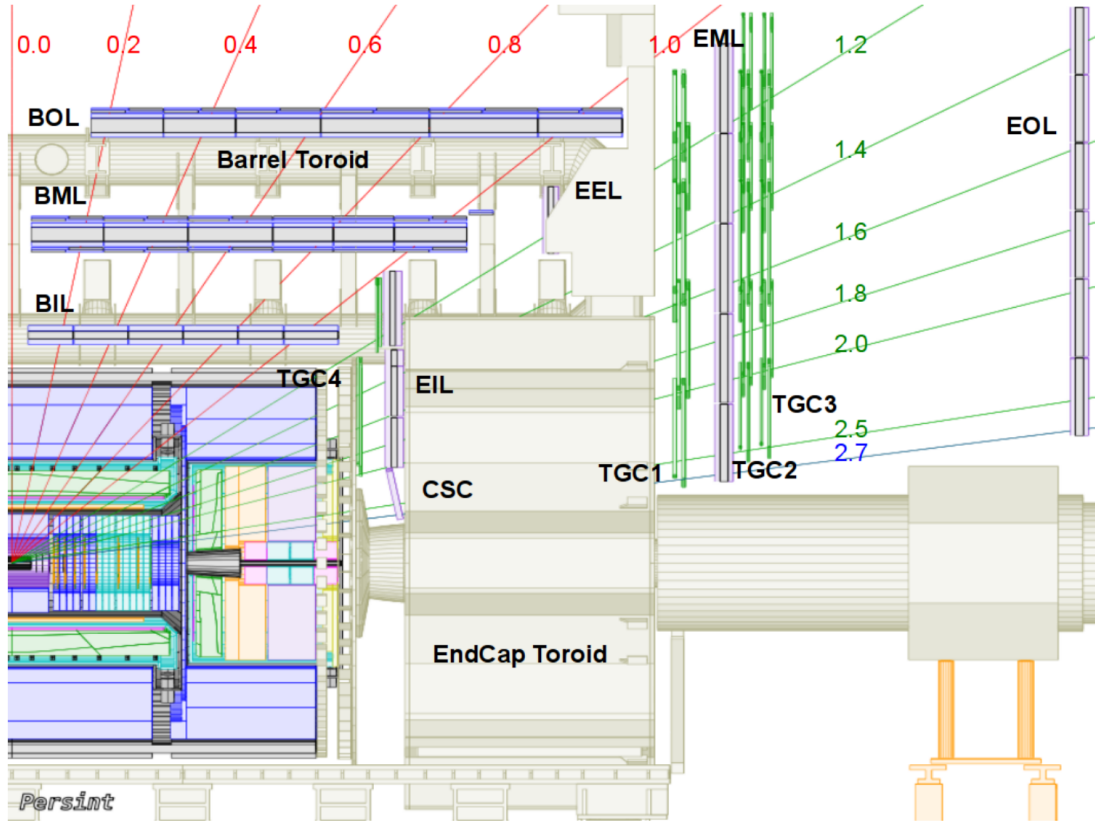 0.0 0.2 0.4 0.6 0.8 1.0 EML 1.2
BOL
EOL
Barrel Toroid
1.4
BML
EEL
1.6
1.8
BIL
2.0
TGC4
EIL
TGC3
2.5
2.7
TGC1
TGC2
CSC
EndCap Toroid
Persint